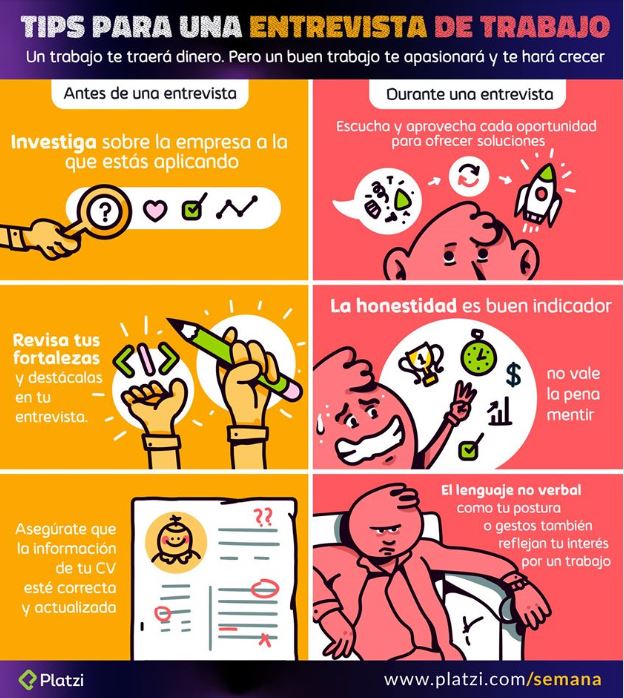 TIPS PARA UNA ENTREVISTA DE TRABAJO
Un trabajo te traerá dinero. Pero un buen trabajo te apasionará y te hará crecer
Antes de una entrevista
Investiga sobre la empresa a la
que estás aplicando
?
Revisa tus
fortalezas
y destácalas
en tu
entrevista.
Asegúrate que
la información
de tu CV
esté correcta
y actualizada
??
Durante una entrevista
Escucha y aprovecha cada oportunidad
para ofrecer soluciones
La honestidad es buen indicador
1
$
no vale
la pena
mentir
El lenguaje no verbal
como tu postura
o gestos también
reflejan tu interés
por un trabajo
Platzi
www.platzi.com/semana